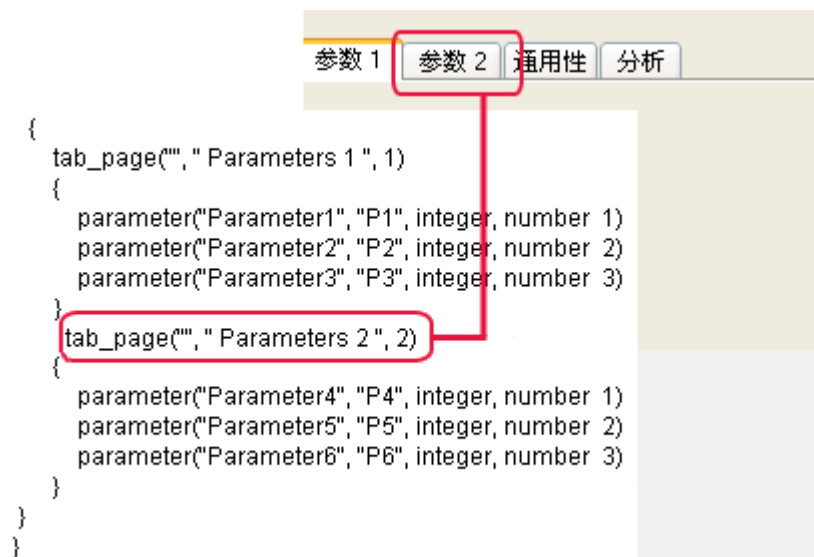 参数 1 参数 2 通用性 分析
{
tab_page("", " Parameters 1 ", 1)
{
parameter("Parameter1", "P1", integer, number 1)
parameter("Parameter2", "P2", integer, number 2)
parameter("Parameter3", "P3", integer, number 3)
}
tab_page("", " Parameters 2 ", 2)
{
parameter("Parameter4", "P4", integer, number 1)
parameter("Parameter5", "P5", integer, number 2)
parameter("Parameter6", "P6", integer, number 3)
}
}
}